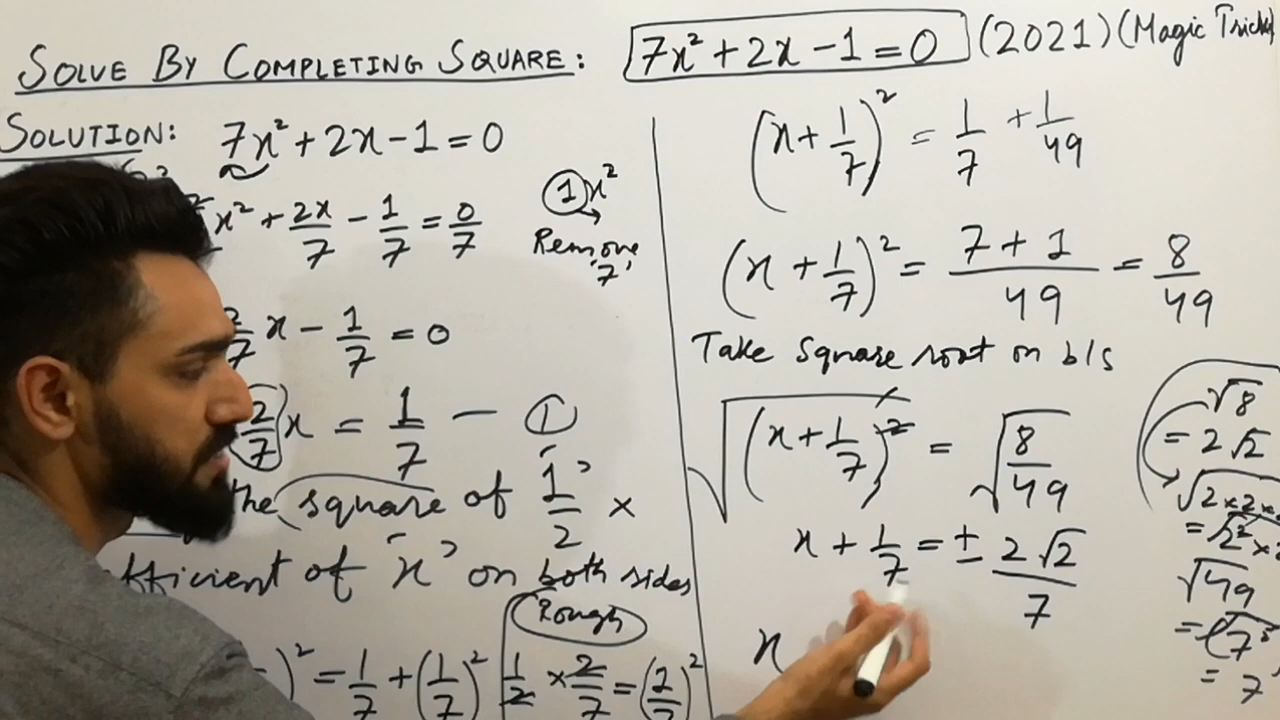 SOLVE BY COMPLETING SQUARE: 7x² + 2x - 1 = 0 (2021) (Magic Tricks)
SOLUTION: 7x² + 2x - 1 = 0
x² + 2x/7 - 1/7 = 0/7
① x²
Remove '7'
2/7 x - 1/7 = 0
2/7 x = 1/7 — ①
the square of 1/2 ×
fficient of 'x' on both sides
Rough
)² = 1/7 + (1/7)²
1/2 × 2/7 = (2/7)²
(x + 1/7)² = 1/7 + 1/49
(x + 1/7)² = 7 + 1/49 = 8/49
Take square root on b/s
√(x + 1/7)² = √8/49
x + 1/7 = ± 2√2/7
x
√8
= 2√2
√2×2×
= √2²×
√49
= √7²
= 7